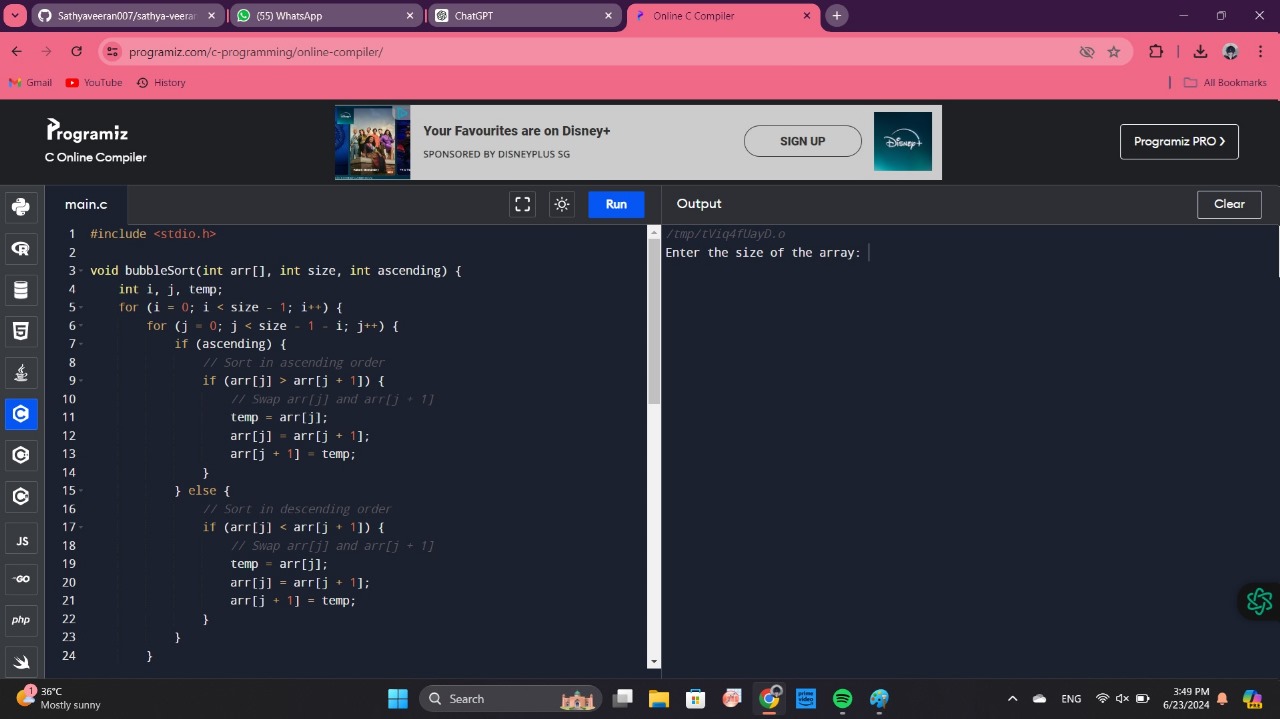 Sathyaveeran007/sathya-veeran
(55) WhatsApp
ChatGPT
Online C Compiler
programiz.com/c-programming/online-compiler/
Gmail
YouTube
History
All Bookmarks
Programiz
C Online Compiler
Your Favourites are on Disney+
SPONSORED BY DISNEYPLUS SG
SIGN UP
Disney+
Programiz PRO >
main.c
Run
Output
Clear
1 #include <stdio.h>
2
3 void bubbleSort(int arr[], int size, int ascending) {
4     int i, j, temp;
5     for (i = 0; i < size - 1; i++) {
6         for (j = 0; j < size - 1 - i; j++) {
7             if (ascending) {
8                 // Sort in ascending order
9                 if (arr[j] > arr[j + 1]) {
10                     // Swap arr[j] and arr[j + 1]
11                     temp = arr[j];
12                     arr[j] = arr[j + 1];
13                     arr[j + 1] = temp;
14                 }
15             } else {
16                 // Sort in descending order
17                 if (arr[j] < arr[j + 1]) {
18                     // Swap arr[j] and arr[j + 1]
19                     temp = arr[j];
20                     arr[j] = arr[j + 1];
21                     arr[j + 1] = temp;
22                 }
23             }
24         }
/tmp/tViq4fUayD.o
Enter the size of the array:
JS
GO
php
1
36°C
Mostly sunny
Search
prime video
ENG
3:49 PM
6/23/2024
PRE